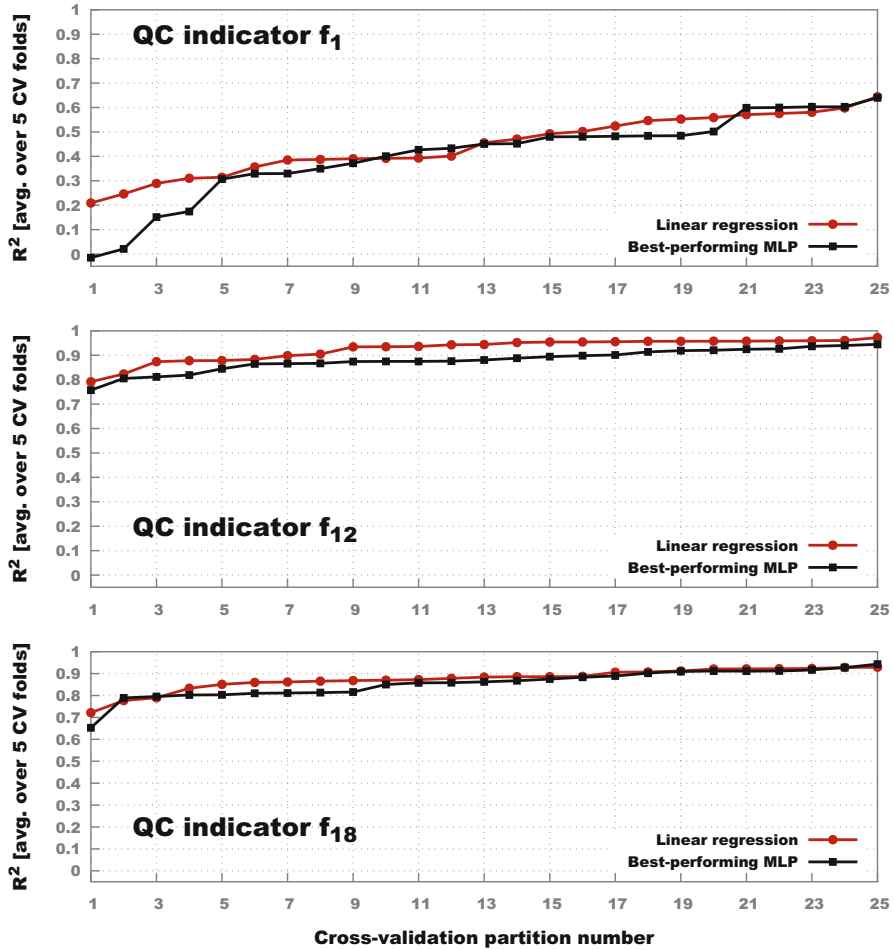 QC indicator f1
R2 [avg. over 5 CV folds]
1
0.9
0.8
0.7
0.6
0.5
0.4
0.3
0.2
0.1
0
Linear regression
Best-performing MLP
1 3 5 7 9 11 13 15 17 19 21 23 25
R2 [avg. over 5 CV folds]
1
0.9
0.8
0.7
0.6
0.5
0.4
0.3
0.2
0.1
0
QC indicator f12
Linear regression
Best-performing MLP
1 3 5 7 9 11 13 15 17 19 21 23 25
R2 [avg. over 5 CV folds]
1
0.9
0.8
0.7
0.6
0.5
0.4
0.3
0.2
0.1
0
QC indicator f18
Linear regression
Best-performing MLP
1 3 5 7 9 11 13 15 17 19 21 23 25
Cross-validation partition number